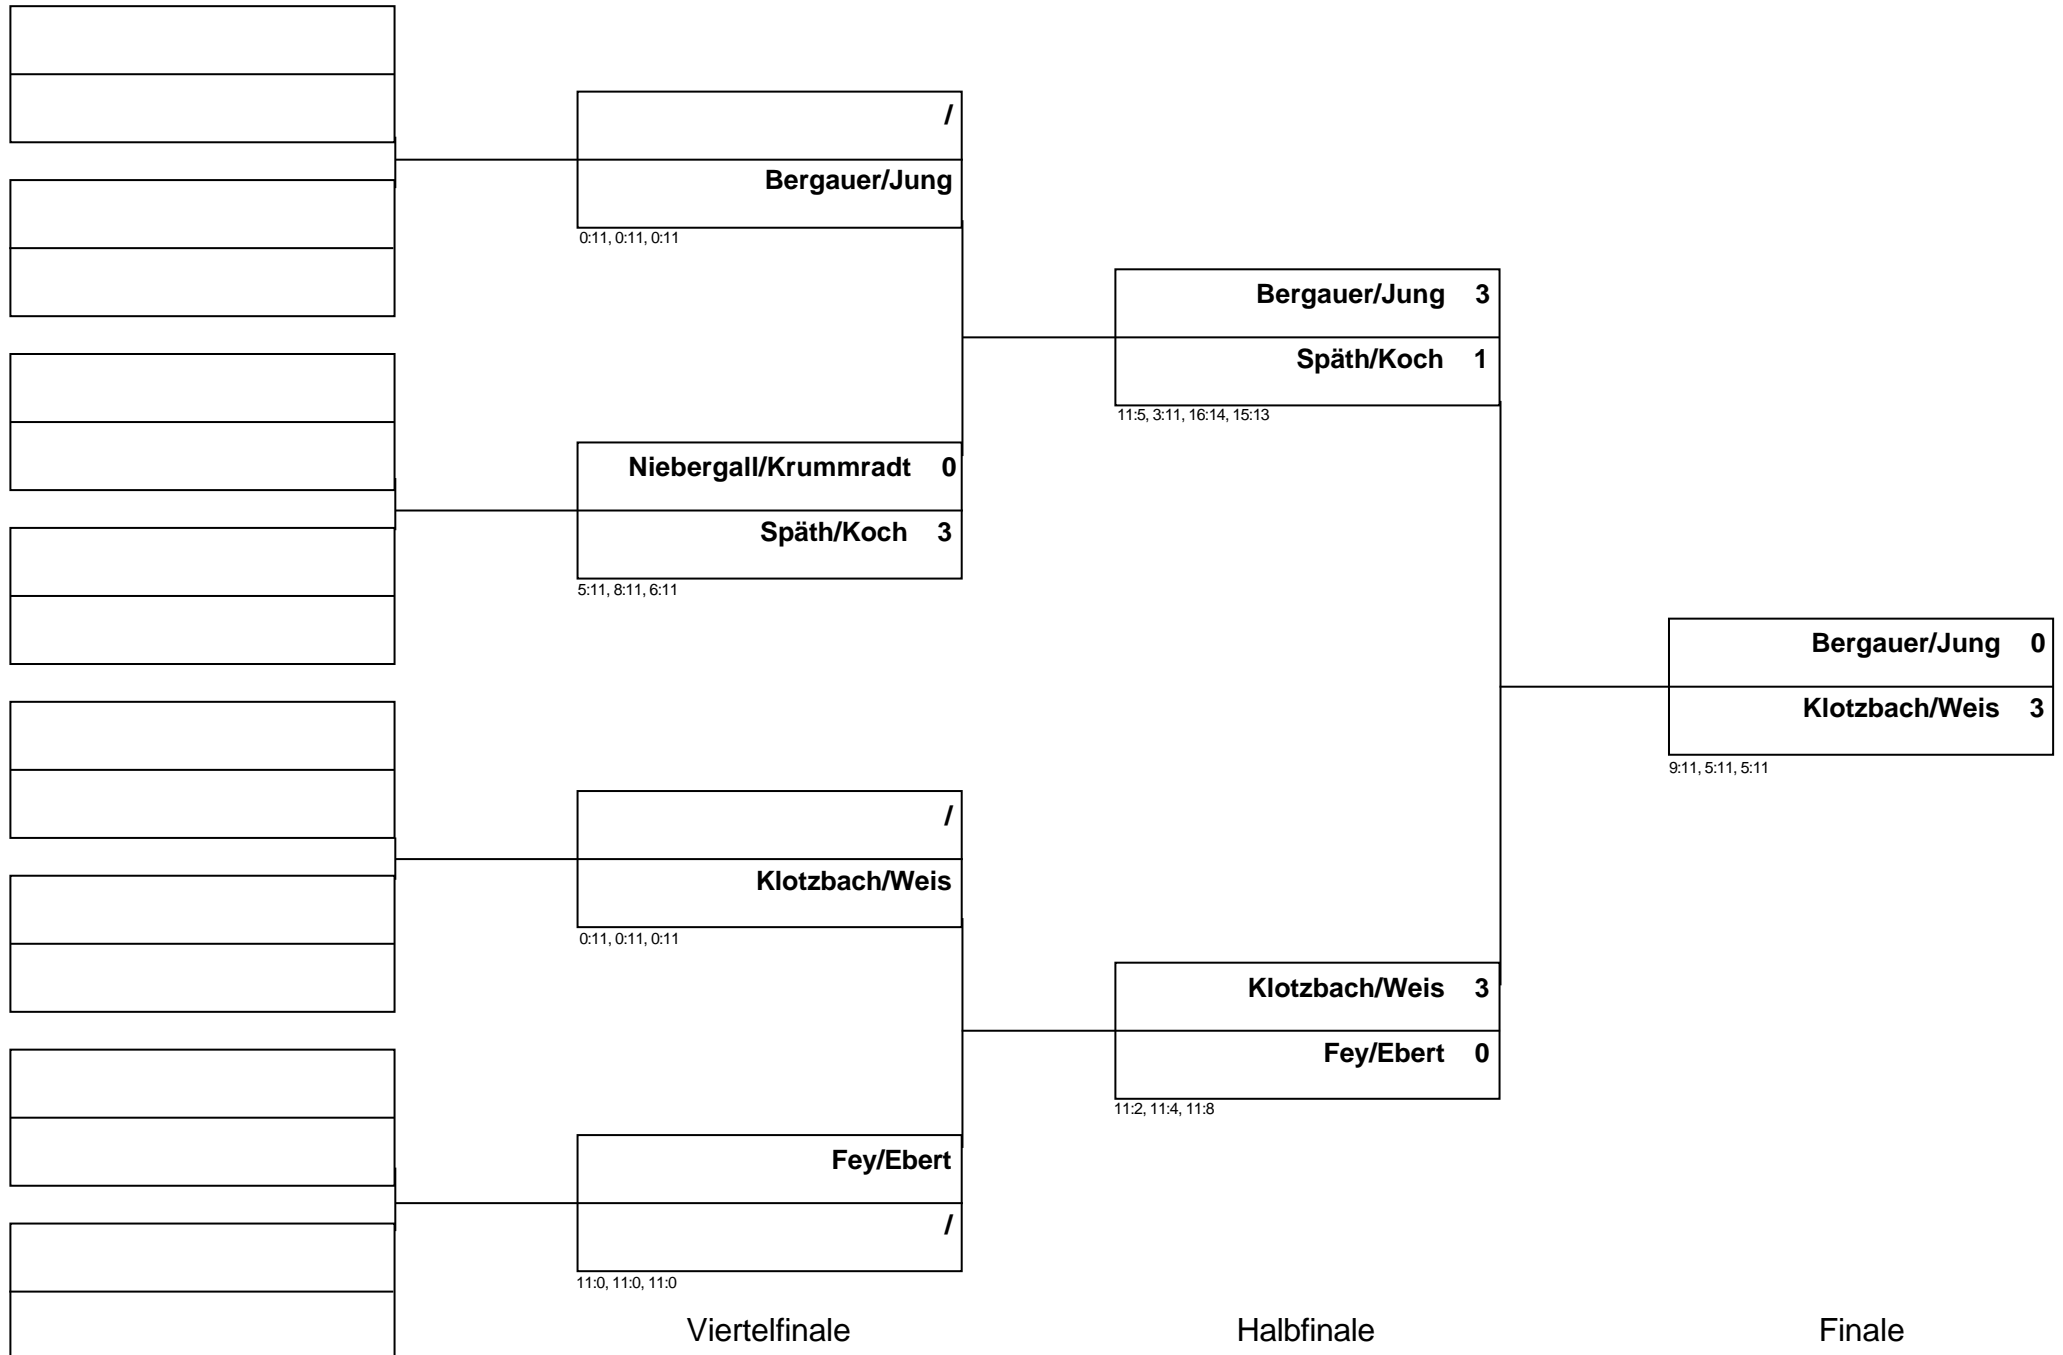 /
Bergauer/Jung
0:11, 0:11, 0:11
Niebergall/Krummradt 0
Späth/Koch 3
5:11, 8:11, 6:11
/
Klotzbach/Weis
0:11, 0:11, 0:11
Fey/Ebert
/
11:0, 11:0, 11:0
Viertelfinale
Bergauer/Jung 3
Späth/Koch 1
11:5, 3:11, 16:14, 15:13
Klotzbach/Weis 3
Fey/Ebert 0
11:2, 11:4, 11:8
Halbfinale
Bergauer/Jung 0
Klotzbach/Weis 3
9:11, 5:11, 5:11
Finale